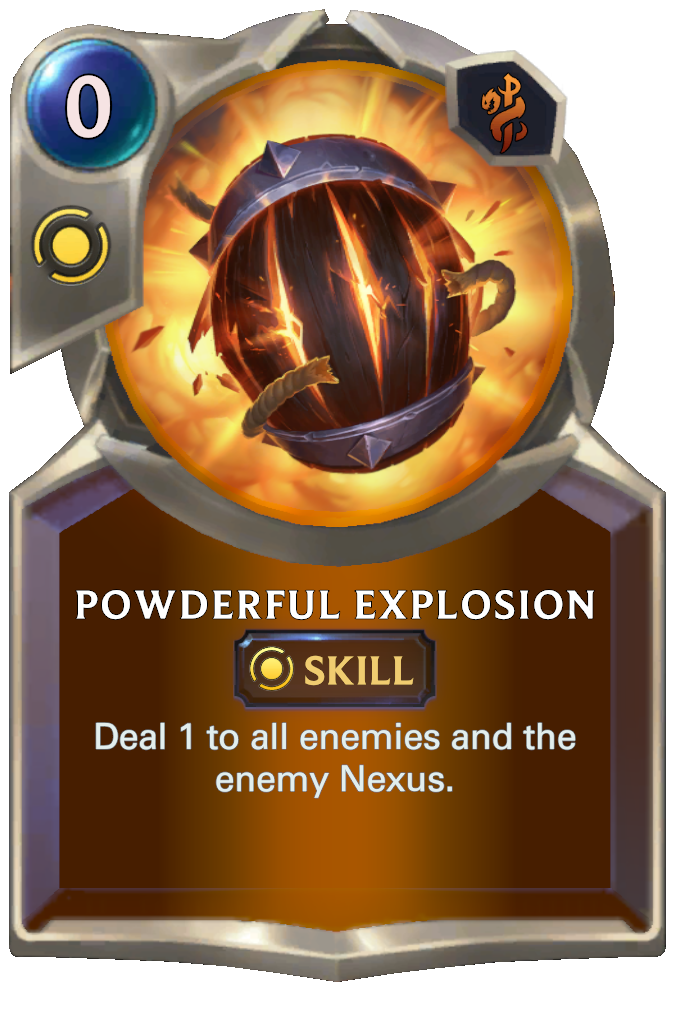 0
POWDERFUL EXPLOSION
SKILL
Deal 1 to all enemies and the
enemy Nexus.